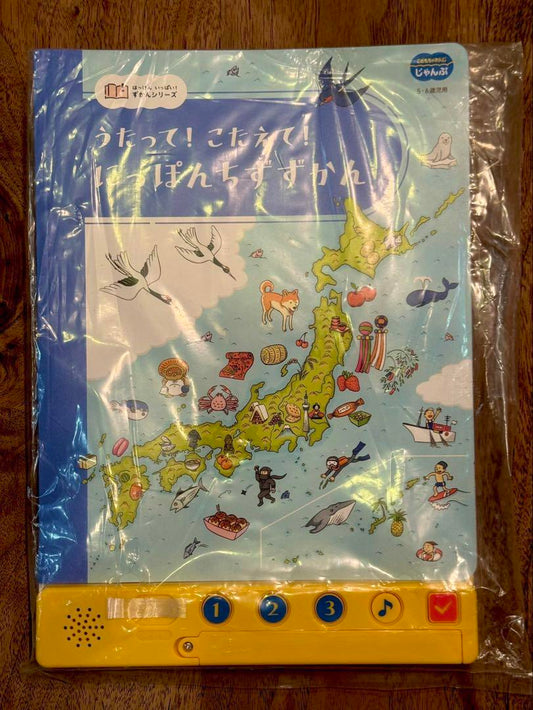 はっけん いっぱい!
ずかんシリーズ
こどもちゃれんじ
じゃんぷ
5・6歳児用
うたって! こたえて!
にっぽんちずずかん
1
2
3